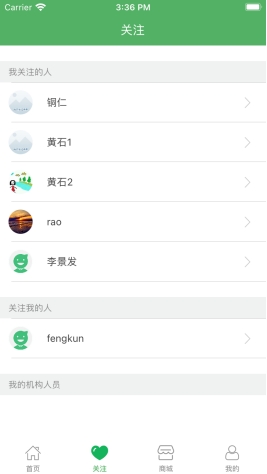 Carrier 3:36 PM
关注
我关注的人
铜仁
黄石1
黄石2
rao
李景发
关注我的人
fengkun
我的机构人员
首页 关注 商城 我的